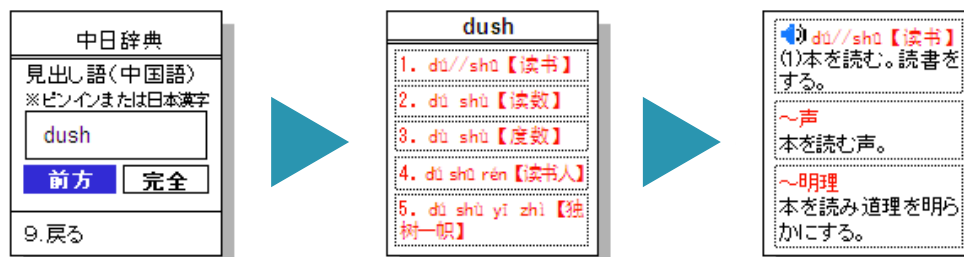 中日辞典
見出し語(中国語)
※ピンインまたは日本漢字
dush
前方 完全
9.戻る
dush
1. dú//shū【读书】
2. dú shù【读数】
3. dù shù【度数】
4. dú shū rén【读书人】
5. dú shù yī zhì【独
树一帜】
dú//shū【读书】
(1)本を読む。読書を
する。
～声
本を読む声。
～明理
本を読み道理を明ら
かにする。